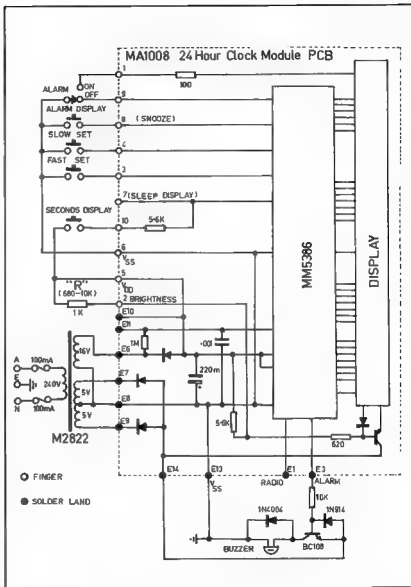 MA1008 24 Hour Clock Module PCB
ALARM
ON
OFF
ALARM DISPLAY
SLOW SET
FAST SET
SECONDS DISPLAY
1
100
9
8 (SNOOZE)
4
3
7 (SLEEP DISPLAY)
10
5·6K
6
VSS
5
VDD
2 BRIGHTNESS
"R"
(680-10K)
1K
MM5386
DISPLAY
E10
E11
1M
·001
E6
220m
E7
E8
E9
5·6K
620
A
E
N
100mA
240V
100mA
16V
5V
5V
M2822
FINGER
SOLDER LAND
E14
E13
VSS
E1
RADIO
E3
ALARM
10K
1N4004
1N914
BUZZER
BC108